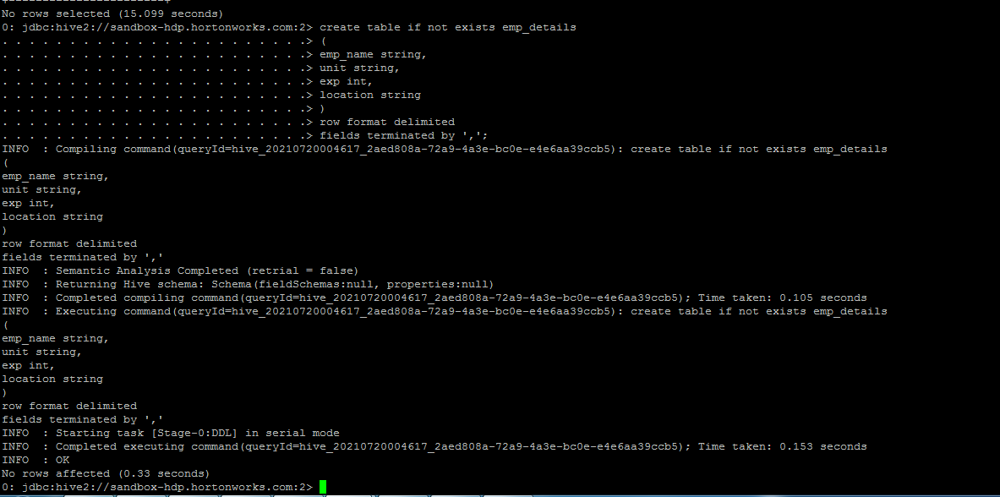 No rows selected (15.099 seconds)
0: jdbc:hive2://sandbox-hdp.hortonworks.com:2> create table if not exists emp_details
. . . . . . . . . . . . . . . . . . . . . . .> (
. . . . . . . . . . . . . . . . . . . . . . .> emp_name string,
. . . . . . . . . . . . . . . . . . . . . . .> unit string,
. . . . . . . . . . . . . . . . . . . . . . .> exp int,
. . . . . . . . . . . . . . . . . . . . . . .> location string
. . . . . . . . . . . . . . . . . . . . . . .> )
. . . . . . . . . . . . . . . . . . . . . . .> row format delimited
. . . . . . . . . . . . . . . . . . . . . . .> fields terminated by ',';
INFO  : Compiling command(queryId=hive_20210720004617_2aed808a-72a9-4a3e-bc0e-e4e6aa39ccb5): create table if not exists emp_details
(
emp_name string,
unit string,
exp int,
location string
)
row format delimited
fields terminated by ','
INFO  : Semantic Analysis Completed (retrial = false)
INFO  : Returning Hive schema: Schema(fieldSchemas:null, properties:null)
INFO  : Completed compiling command(queryId=hive_20210720004617_2aed808a-72a9-4a3e-bc0e-e4e6aa39ccb5); Time taken: 0.105 seconds
INFO  : Executing command(queryId=hive_20210720004617_2aed808a-72a9-4a3e-bc0e-e4e6aa39ccb5): create table if not exists emp_details
(
emp_name string,
unit string,
exp int,
location string
)
row format delimited
fields terminated by ','
INFO  : Starting task [Stage-0:DDL] in serial mode
INFO  : Completed executing command(queryId=hive_20210720004617_2aed808a-72a9-4a3e-bc0e-e4e6aa39ccb5); Time taken: 0.153 seconds
INFO  : OK
No rows affected (0.33 seconds)
0: jdbc:hive2://sandbox-hdp.hortonworks.com:2>